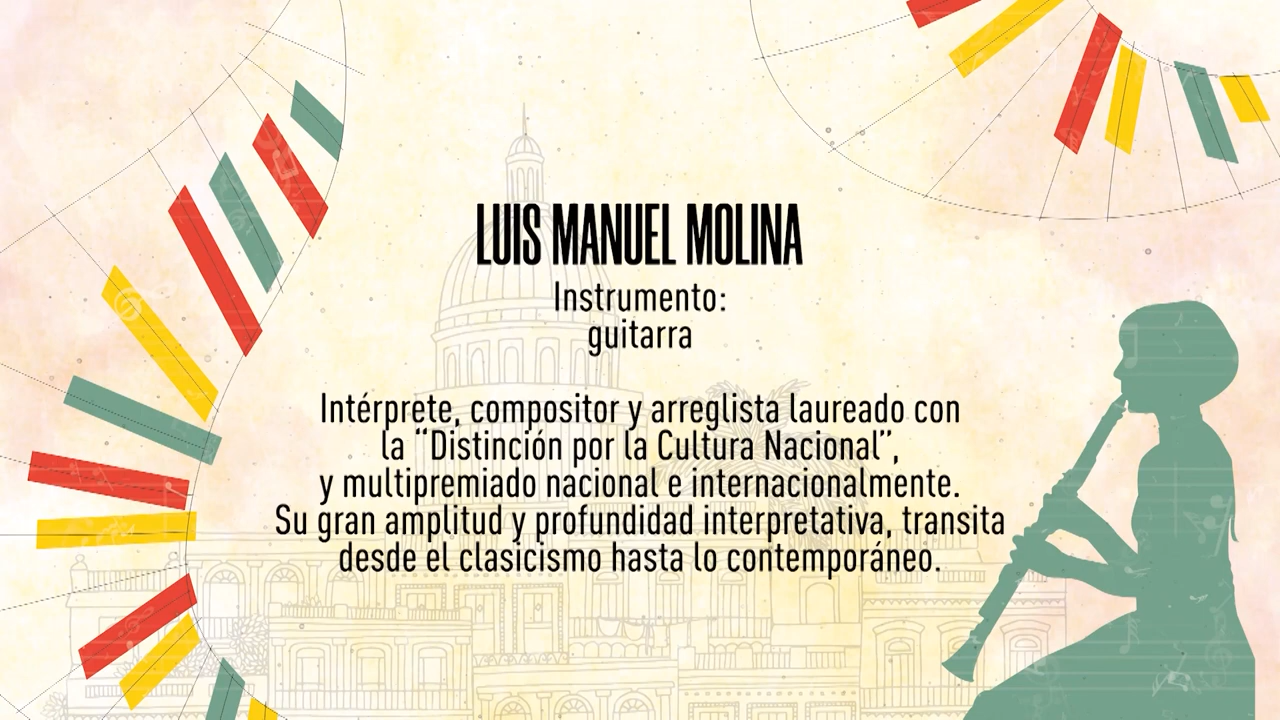 LUIS MANUEL MOLINA
Instrumento:
guitarra
Intérprete, compositor y arreglista laureado con
la “Distinción por la Cultura Nacional”,
y multipremiado nacional e internacionalmente.
Su gran amplitud y profundidad interpretativa, transita
desde el clasicismo hasta lo contemporáneo.